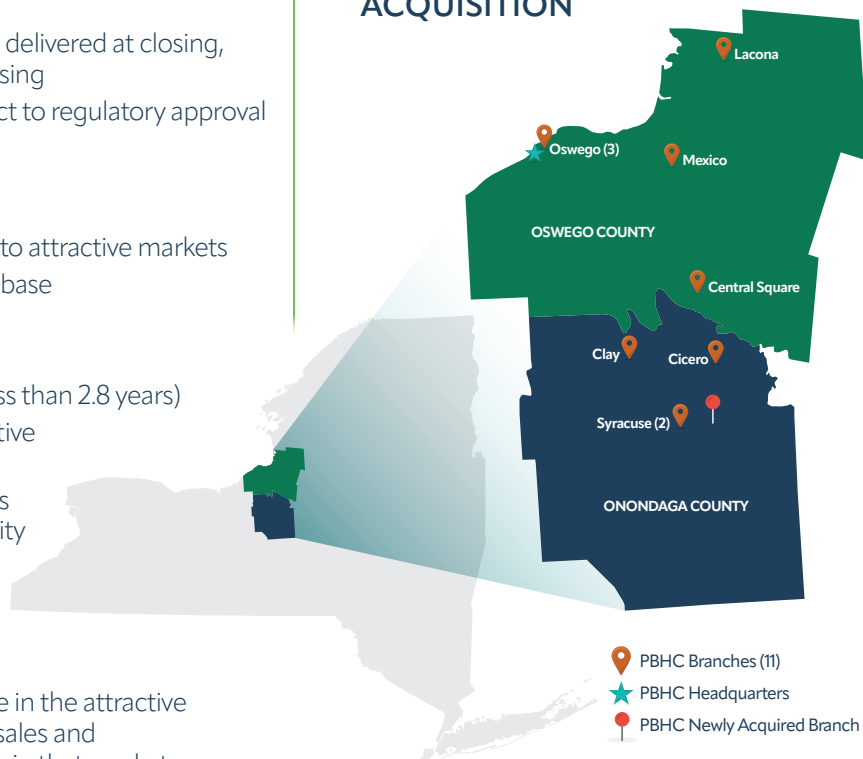 ACQUISITION
delivered at closing,
sing
ct to regulatory approval
to attractive markets
base
ss than 2.8 years)
tive
s
ity
e in the attractive
sales and
Lacona
Oswego (3)
Mexico
OSWEGO COUNTY
Central Square
Clay
Cicero
Syracuse (2)
ONONDAGA COUNTY
PBHC Branches (11)
PBHC Headquarters
PBHC Newly Acquired Branch